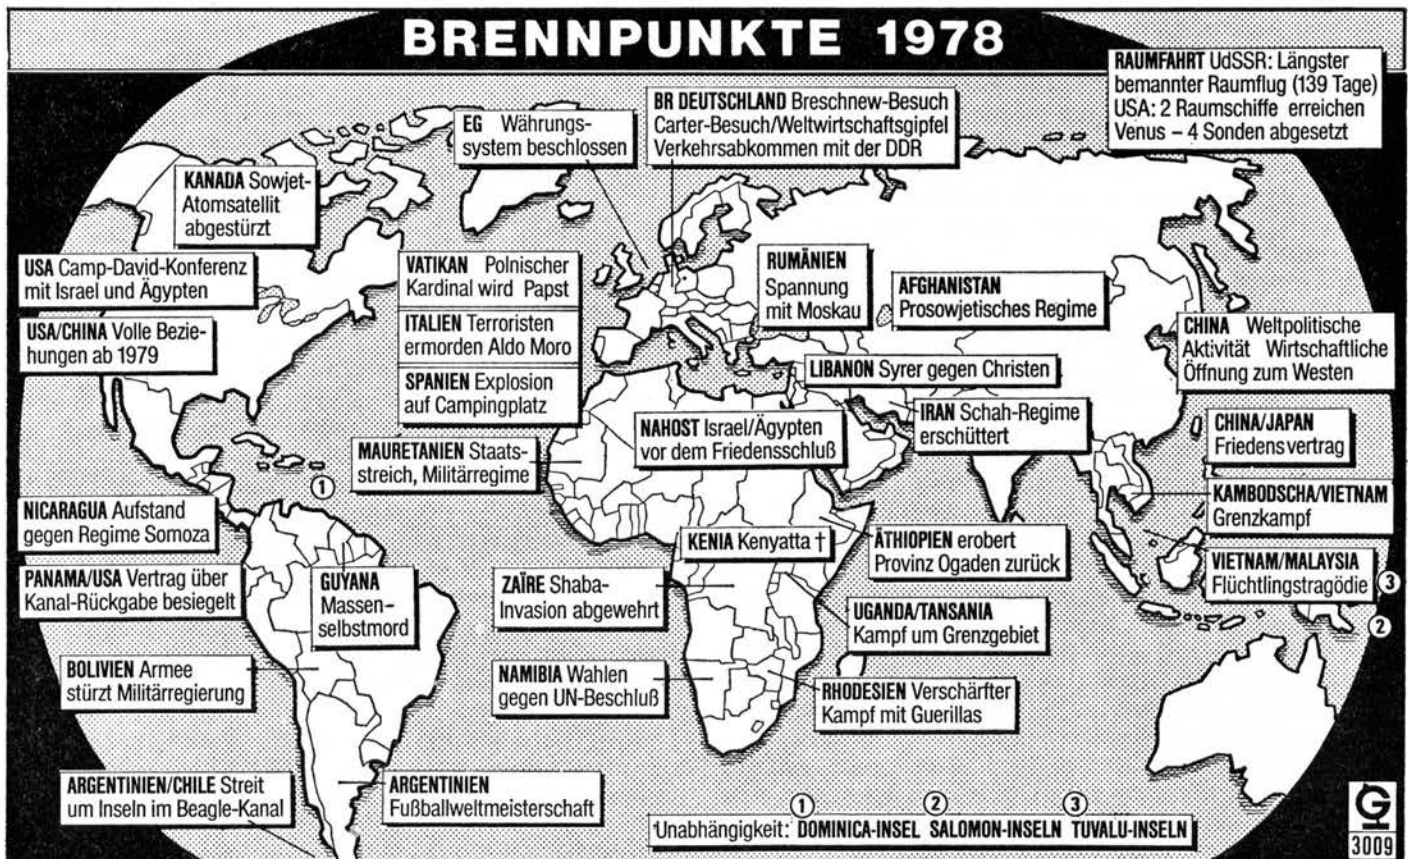 BRENNPUNKTE 1978
RAUMFAHRT UdSSR: Längster
bemannter Raumflug (139 Tage)
USA: 2 Raumschiffe erreichen
Venus – 4 Sonden abgesetzt
BR DEUTSCHLAND Breschnew-Besuch
Carter-Besuch/Weltwirtschaftsgipfel
Verkehrsabkommen mit der DDR
EG Währungs-
system beschlossen
KANADA Sowjet-
Atomsatellit
abgestürzt
USA Camp-David-Konferenz
mit Israel und Ägypten
USA/CHINA Volle Bezie-
hungen ab 1979
VATIKAN Polnischer
Kardinal wird Papst
ITALIEN Terroristen
ermorden Aldo Moro
SPANIEN Explosion
auf Campingplatz
RUMÄNIEN
Spannung
mit Moskau
AFGHANISTAN
Prosowjetisches Regime
CHINA Weltpolitische
Aktivität Wirtschaftliche
Öffnung zum Westen
LIBANON Syrer gegen Christen
IRAN Schah-Regime
erschüttert
NAHOST Israel/Ägypten
vor dem Friedensschluß
CHINA/JAPAN
Friedensvertrag
MAURETANIEN Staats-
streich, Militärregime
1
KAMBODSCHA/VIETNAM
Grenzkampf
NICARAGUA Aufstand
gegen Regime Somoza
KENIA Kenyatta †
ÄTHIOPIEN erobert
Provinz Ogaden zurück
VIETNAM/MALAYSIA
Flüchtlingstragödie
3
2
PANAMA/USA Vertrag über
Kanal-Rückgabe besiegelt
GUYANA
Massen-
selbstmord
ZAÏRE Shaba-
Invasion abgewehrt
UGANDA/TANSANIA
Kampf um Grenzgebiet
BOLIVIEN Armee
stürzt Militärregierung
NAMIBIA Wahlen
gegen UN-Beschluß
RHODESIEN Verschärfter
Kampf mit Guerillas
ARGENTINIEN/CHILE Streit
um Inseln im Beagle-Kanal
ARGENTINIEN
Fußballweltmeisterschaft
1 2 3
Unabhängigkeit: DOMINICA-INSEL SALOMON-INSELN TUVALU-INSELN
G
3009